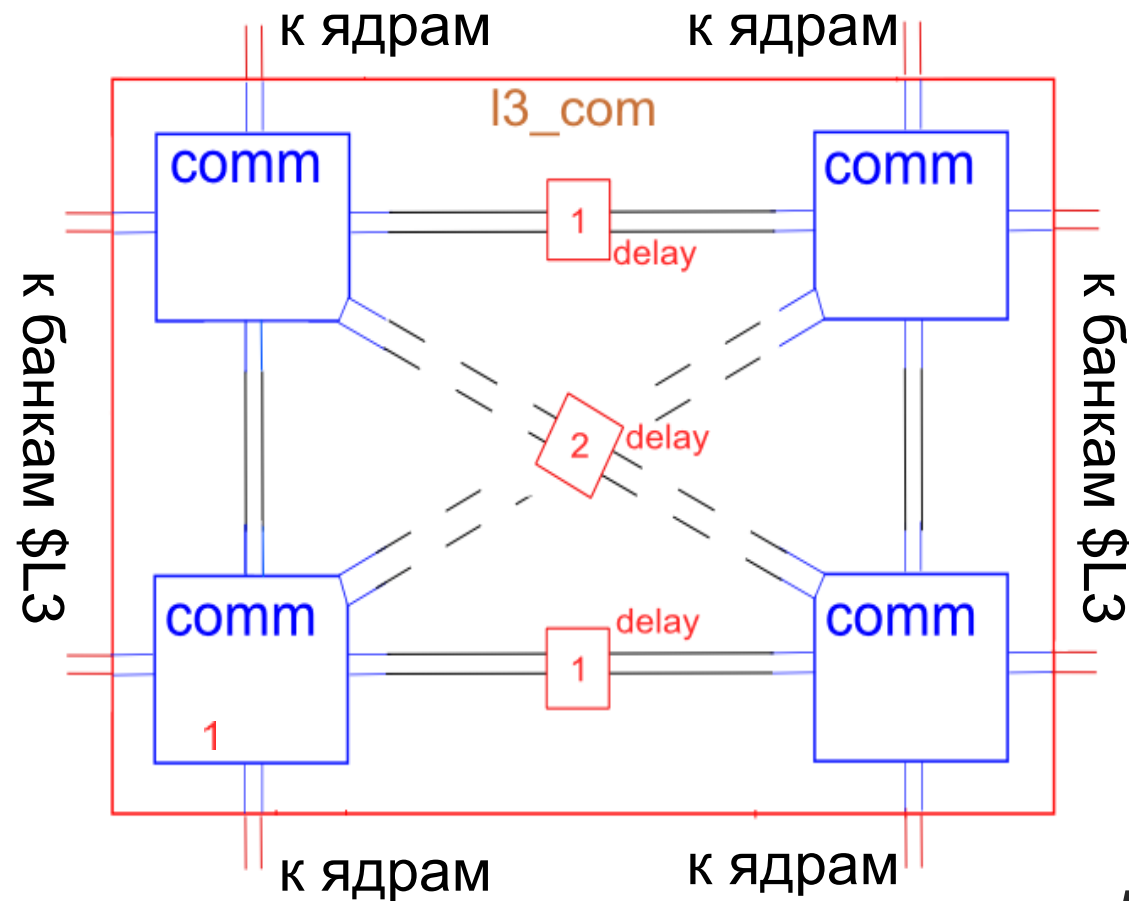 к ядрам
к ядрам
l3_com
comm
comm
1
delay
к банкам $L3
к банкам $L3
2
delay
comm
comm
delay
1
1
к ядрам
к ядрам